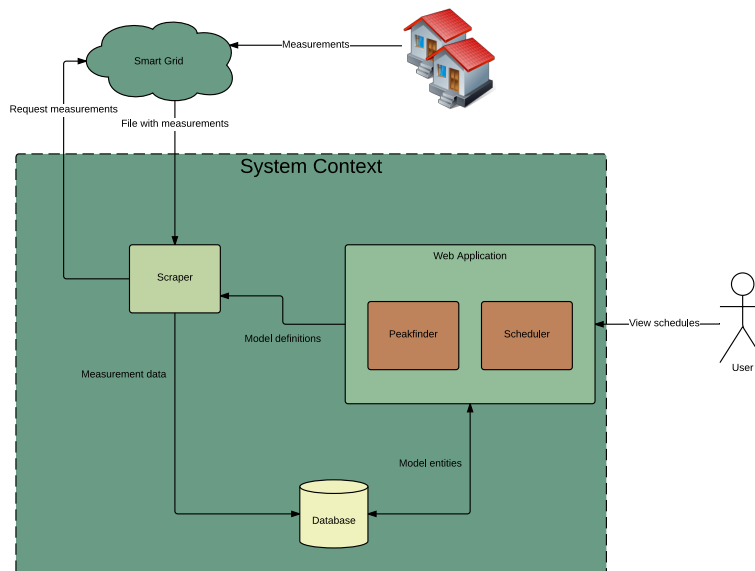 Measurements
Smart Grid
Request measurements
File with measurements
System Context
Web Application
Scraper
Peakfinder
Scheduler
View schedules
Model definitions
User
Measurement data
Model entities
Database